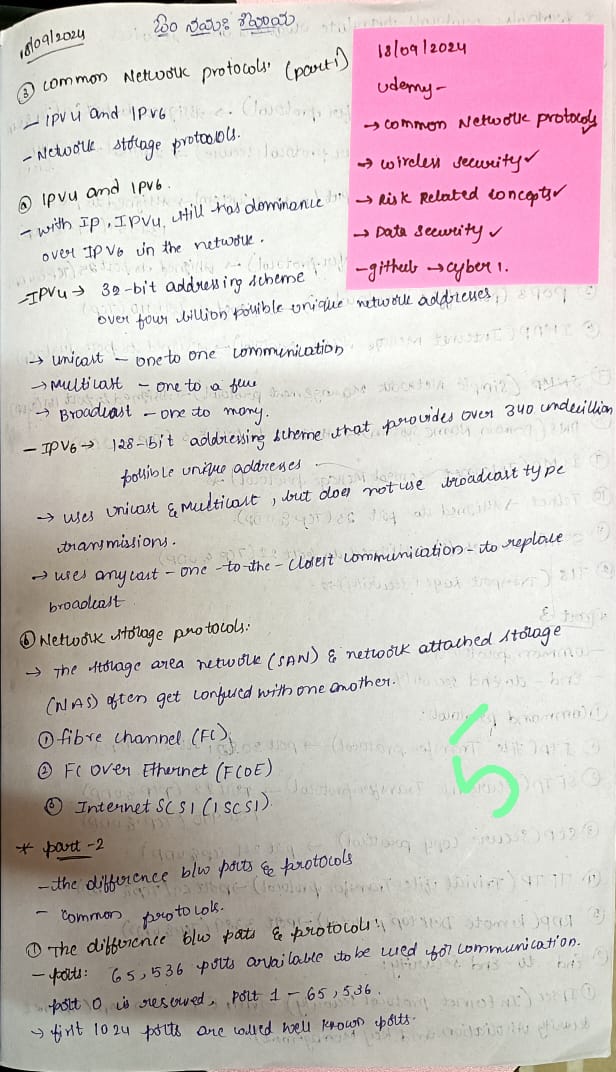 18/09/2024
ಓಂ ನಮಃ ಶಿವಾಯ
③ Common Network protocols (part 1)
– ipv4 and IPv6
– Network storage protocols.
ⓐ IPv4 and IPv6.
– with IP, IPv4, still has dominance
over IPv6 in the network.
– IPv4 → 32-bit addressing scheme
over four billion possible unique network addresses
→ unicast – one to one communication
→ Multicast – one to a few
→ Broadcast – one to many.
– IPV6 → 128-bit addressing scheme that provides over 340 undecillion
possible unique addresses
→ uses unicast & multicast, but does not use broadcast type
transmissions.
→ uses anycast – one-to-the-closest communication – to replace
broadcast
ⓑ Network storage protocols:
→ The storage area network (SAN) & network attached storage
(NAS) often get confused with one another.
① fibre channel (FC)
② FC over Ethernet (FCOE)
③ Internet SCSI (ISCSI)
* part -2
– the difference b/w ports & protocols
– common protocols.
① The difference b/w ports & protocols:
– ports: 65,536 ports available to be used for communication.
port 0 is reserved, port 1 – 65,536.
→ first 1024 ports are called well known ports.
18/09/2024
Udemy –
→ common Network protocols ✓
→ wireless security ✓
→ Risk Related concepts ✓
→ Data security ✓
– github → cyber 1.
5